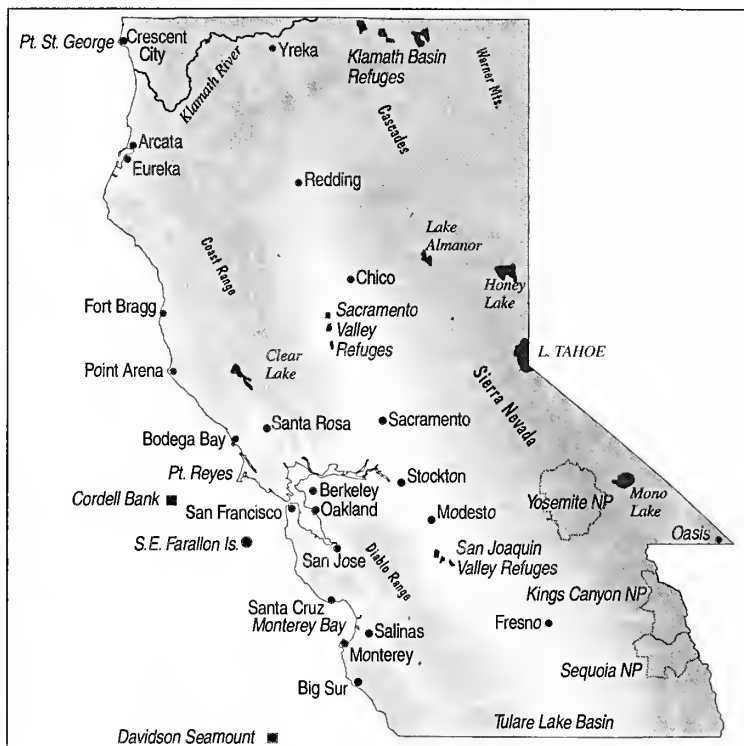 Pt. St. George
Crescent
City
Klamath River
Yreka
Klamath Basin
Refuges
Warner Mts.
Cascades
Arcata
Eureka
Redding
Lake
Almanor
Coast Range
Chico
Honey
Lake
Fort Bragg
Sacramento
Valley
Refuges
Point Arena
Clear
Lake
L. TAHOE
Sierra Nevada
Santa Rosa
Sacramento
Bodega Bay
Pt. Reyes
Stockton
Cordell Bank
Berkeley
San Francisco
Oakland
Modesto
Yosemite NP
Mono
Lake
Oasis
S.E. Farallon Is.
San Jose
Diablo Range
San Joaquin
Valley Refuges
Kings Canyon NP
Santa Cruz
Monterey Bay
Salinas
Fresno
Monterey
Sequoia NP
Big Sur
Tulare Lake Basin
Davidson Seamount